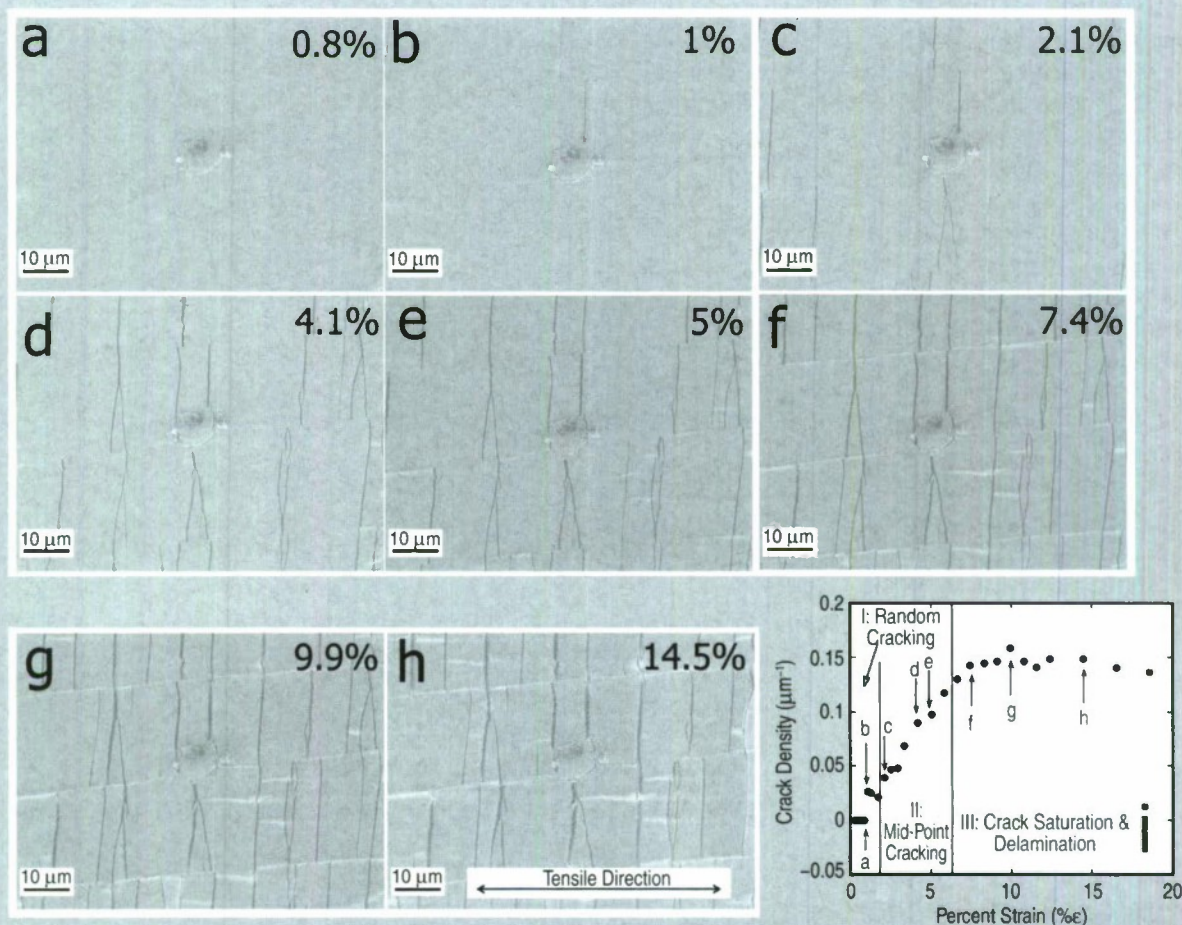 a
0.8%
10 µm
b
1%
10 µm
c
2.1%
10 µm
d
4.1%
10 µm
e
5%
10 µm
f
7.4%
10 µm
g
9.9%
10 µm
h
14.5%
Tensile Direction
10 µm
0.2
0.15
0.1
0.05
0
−0.05
Crack Density (µm⁻¹)
I: Random
Cracking
b
c
d
e
f
g
h
a
II:
Mid-Point
Cracking
III: Crack Saturation &
Delamination
0
5
10
15
20
Percent Strain (%ε)